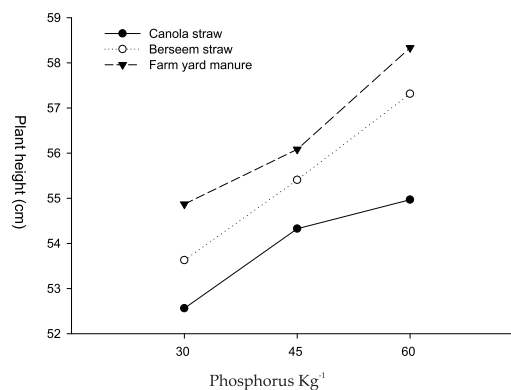 59
58
57
56
55
54
53
52
Plant height (cm)
Canola straw
Berseem straw
Farm yard manure
30 45 60
Phosphorus Kg⁻¹